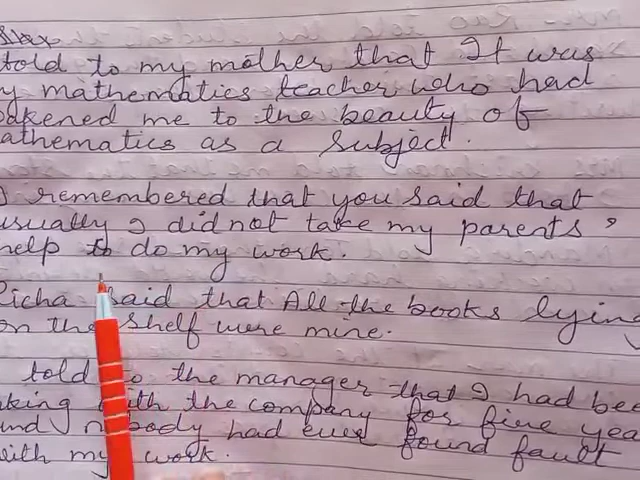 told to my mother that It was
y mathematics teacher who had
akened me to the beauty of
athematics as a subject.
I remembered that you said that
usually I did not take my parents'
help to do my work.
Richa said that All the books lying
on the shelf were mine.
told to the manager that I had bee
king with the company for five yea
and nobody had ever found fault
with my work.